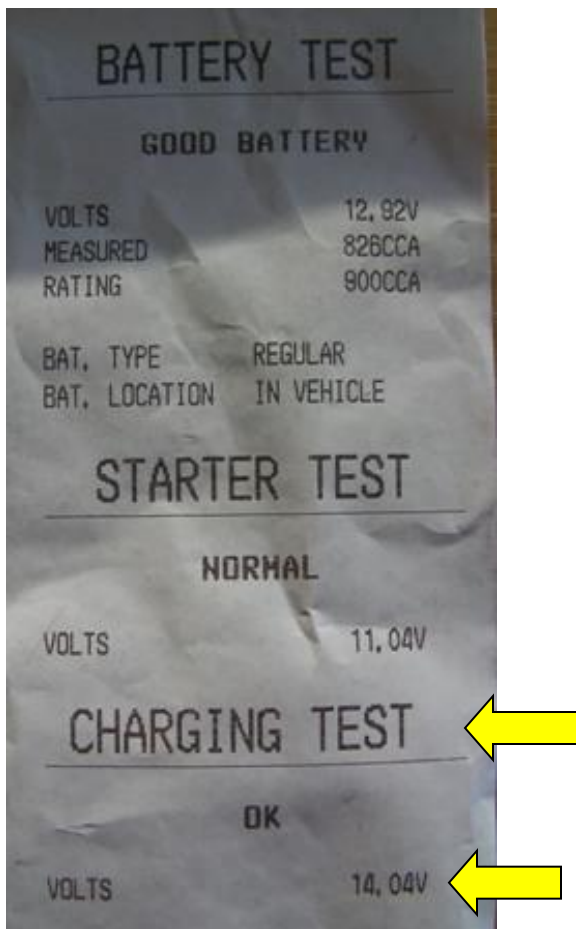 BATTERY TEST
GOOD BATTERY
VOLTS 12.92V
MEASURED 826CCA
RATING 900CCA
BAT. TYPE REGULAR
BAT. LOCATION IN VEHICLE
STARTER TEST
NORMAL
VOLTS 11.04V
CHARGING TEST
OK
VOLTS 14.04V